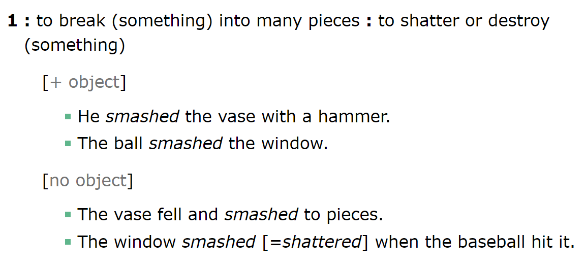 1 : to break (something) into many pieces : to shatter or destroy
(something)
[+ object]
▪ He smashed the vase with a hammer.
▪ The ball smashed the window.
[no object]
▪ The vase fell and smashed to pieces.
▪ The window smashed [=shattered] when the baseball hit it.